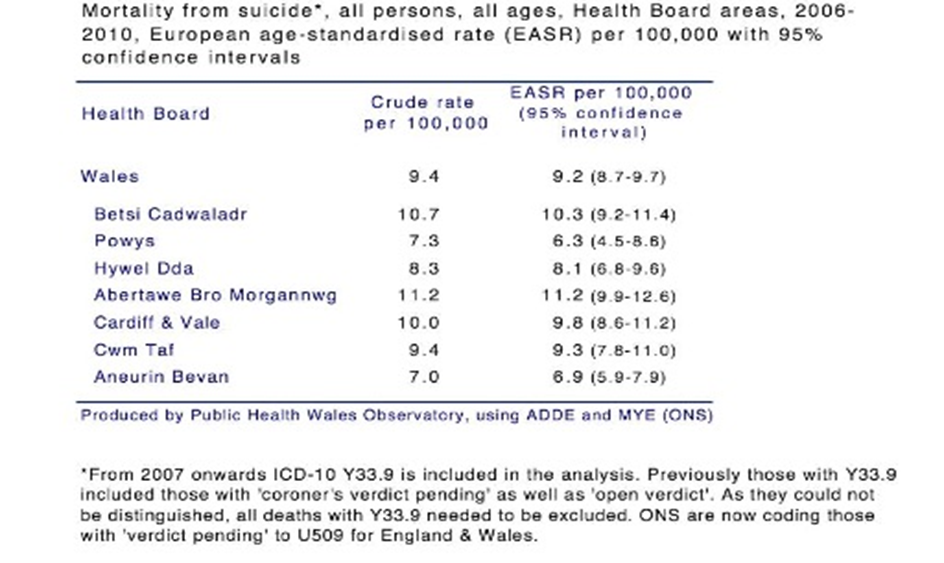 Mortality from suicide*, all persons, all ages, Health Board areas, 2006-
2010, European age-standardised rate (EASR) per 100,000 with 95%
confidence intervals
Health Board
Crude rate
per 100,000
EASR per 100,000
(95% confidence
interval)
Wales 9.4 9.2 (8.7-9.7)
Betsi Cadwaladr 10.7 10.3 (9.2-11.4)
Powys 7.3 6.3 (4.5-8.6)
Hywel Dda 8.3 8.1 (6.8-9.6)
Abertawe Bro Morgannwg 11.2 11.2 (9.9-12.6)
Cardiff & Vale 10.0 9.8 (8.6-11.2)
Cwm Taf 9.4 9.3 (7.8-11.0)
Aneurin Bevan 7.0 6.9 (5.9-7.9)
Produced by Public Health Wales Observatory, using ADDE and MYE (ONS)
*From 2007 onwards ICD-10 Y33.9 is included in the analysis. Previously those with Y33.9
included those with 'coroner's verdict pending' as well as 'open verdict'. As they could not
be distinguished, all deaths with Y33.9 needed to be excluded. ONS are now coding those
with 'verdict pending' to U509 for England & Wales.